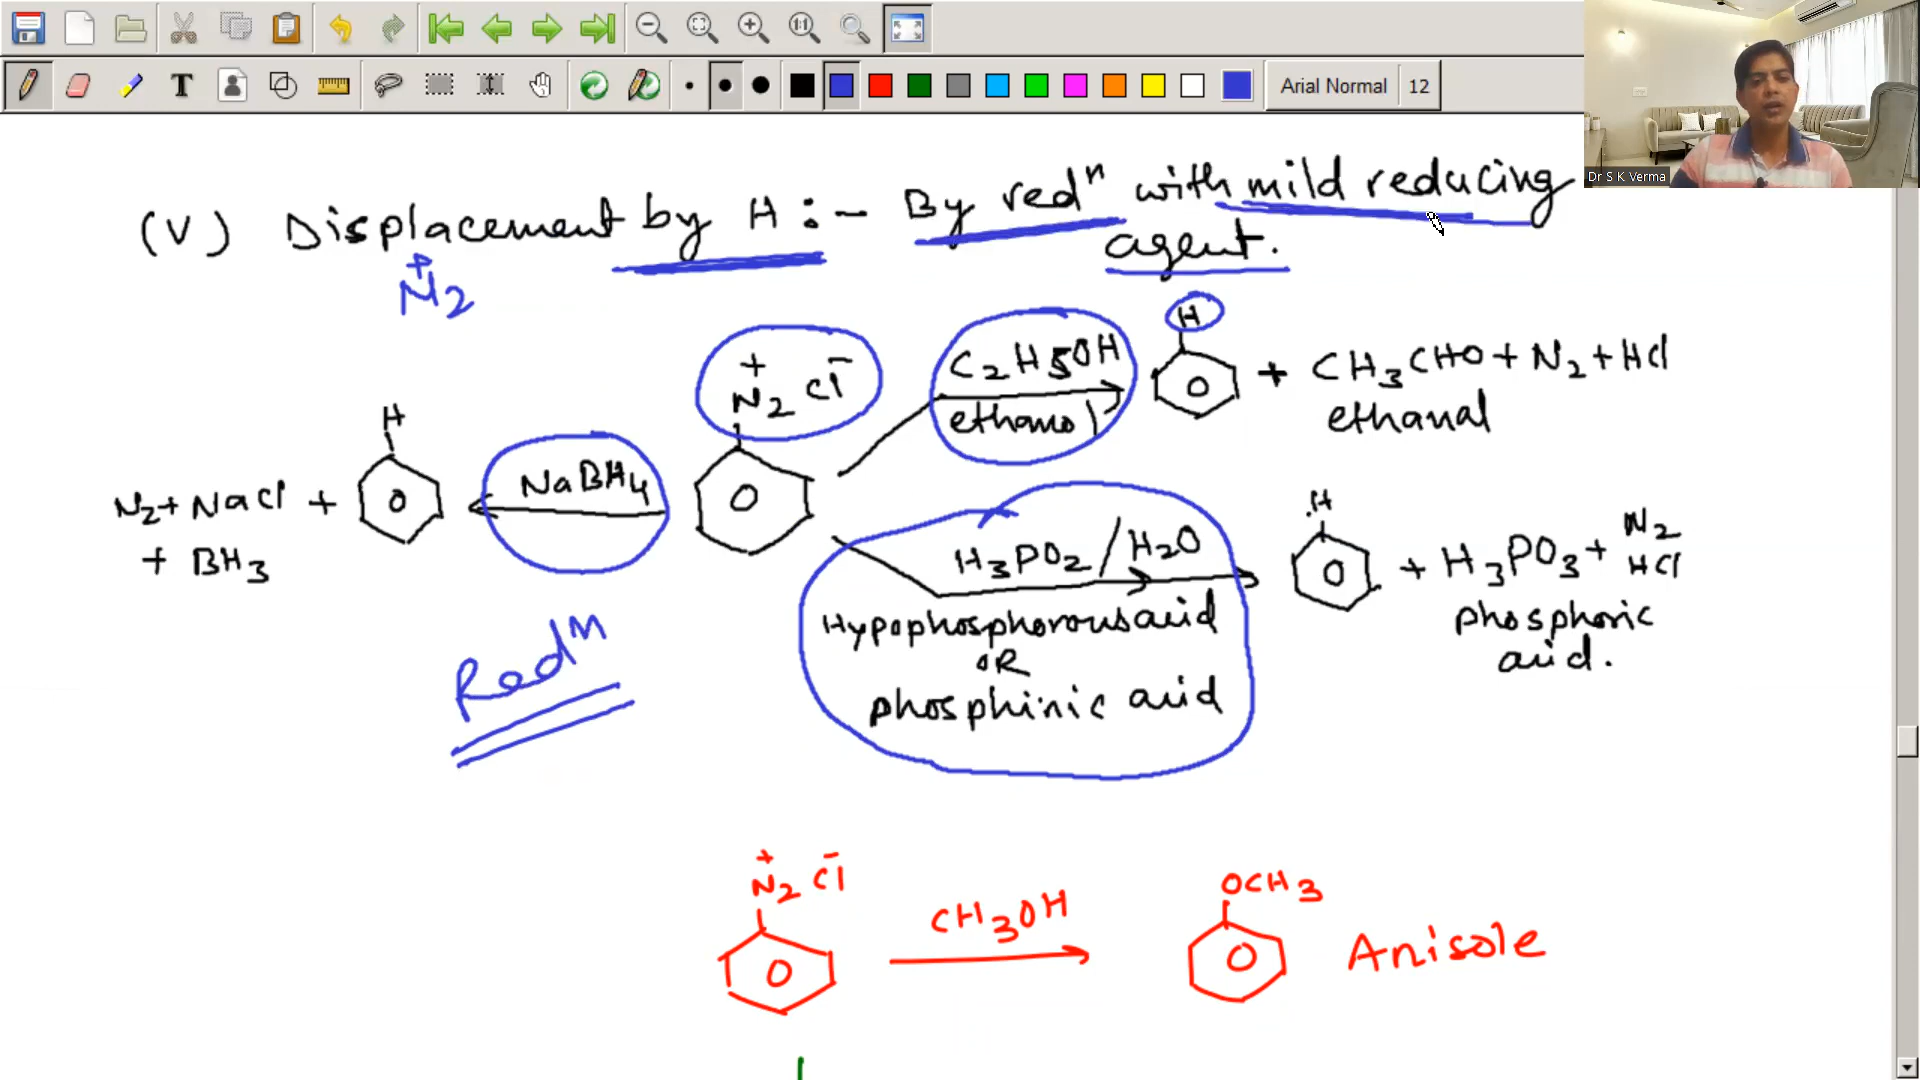 Arial Normal 12
Dr S K Verma
(V) Displacement by H :- By redⁿ with mild reducing
agent.
N₂⁺
N₂⁺ Cl⁻
C₂H5OH
ethanol
H
+ CH₃CHO + N₂ + HCl
ethanal
H
N₂ + NaCl +
+ BH₃
NaBH₄
H₃PO₂ / H₂O
Hypophosphorous acid
OR
phosphinic acid
H
+ H₃PO₃ + N₂
HCl
phosphoric
acid.
Redⁿ
N₂⁺ Cl⁻
CH₃OH
OCH₃
Anisole